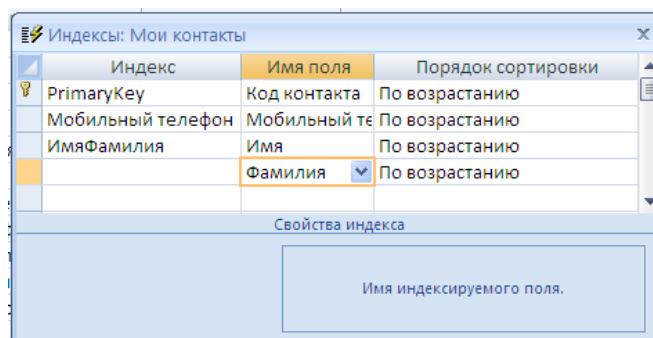 Индексы: Мои контакты
Индекс Имя поля Порядок сортировки
PrimaryKey Код контакта По возрастанию
Мобильный телефон Мобильный те По возрастанию
ИмяФамилия Имя По возрастанию
Фамилия По возрастанию
Свойства индекса
Имя индексируемого поля.